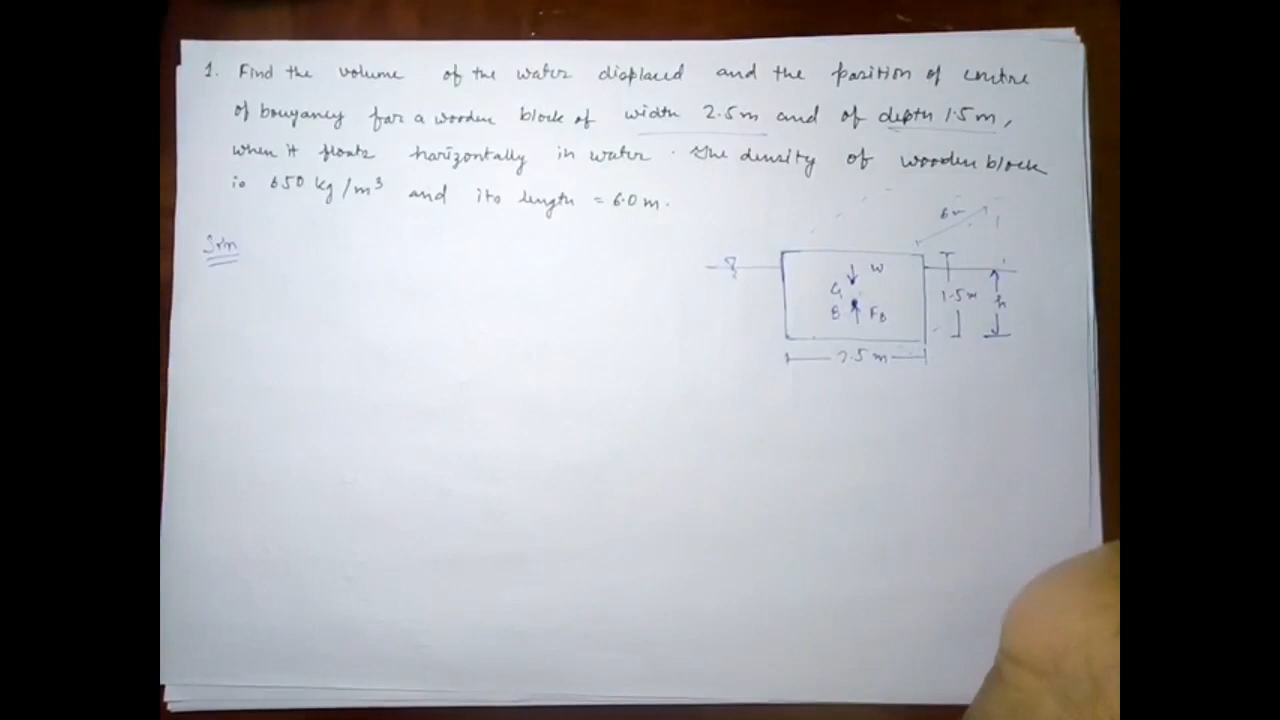 1. Find the volume of the water displaced and the position of centre
of bouyancy for a wooden block of width 2.5m and of depth 1.5m,
when it floats horizontally in water. The density of wooden block
is 650 kg/m³ and its length = 6.0 m.
Soln
6m
W
G
1.5m
h
B
FB
2.5 m